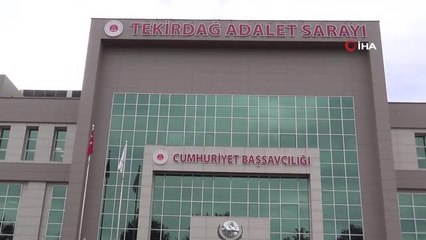 TEKİRDAĞ ADALET SARAYI
İHA
CUMHURİYET BAŞSAVCILIĞI